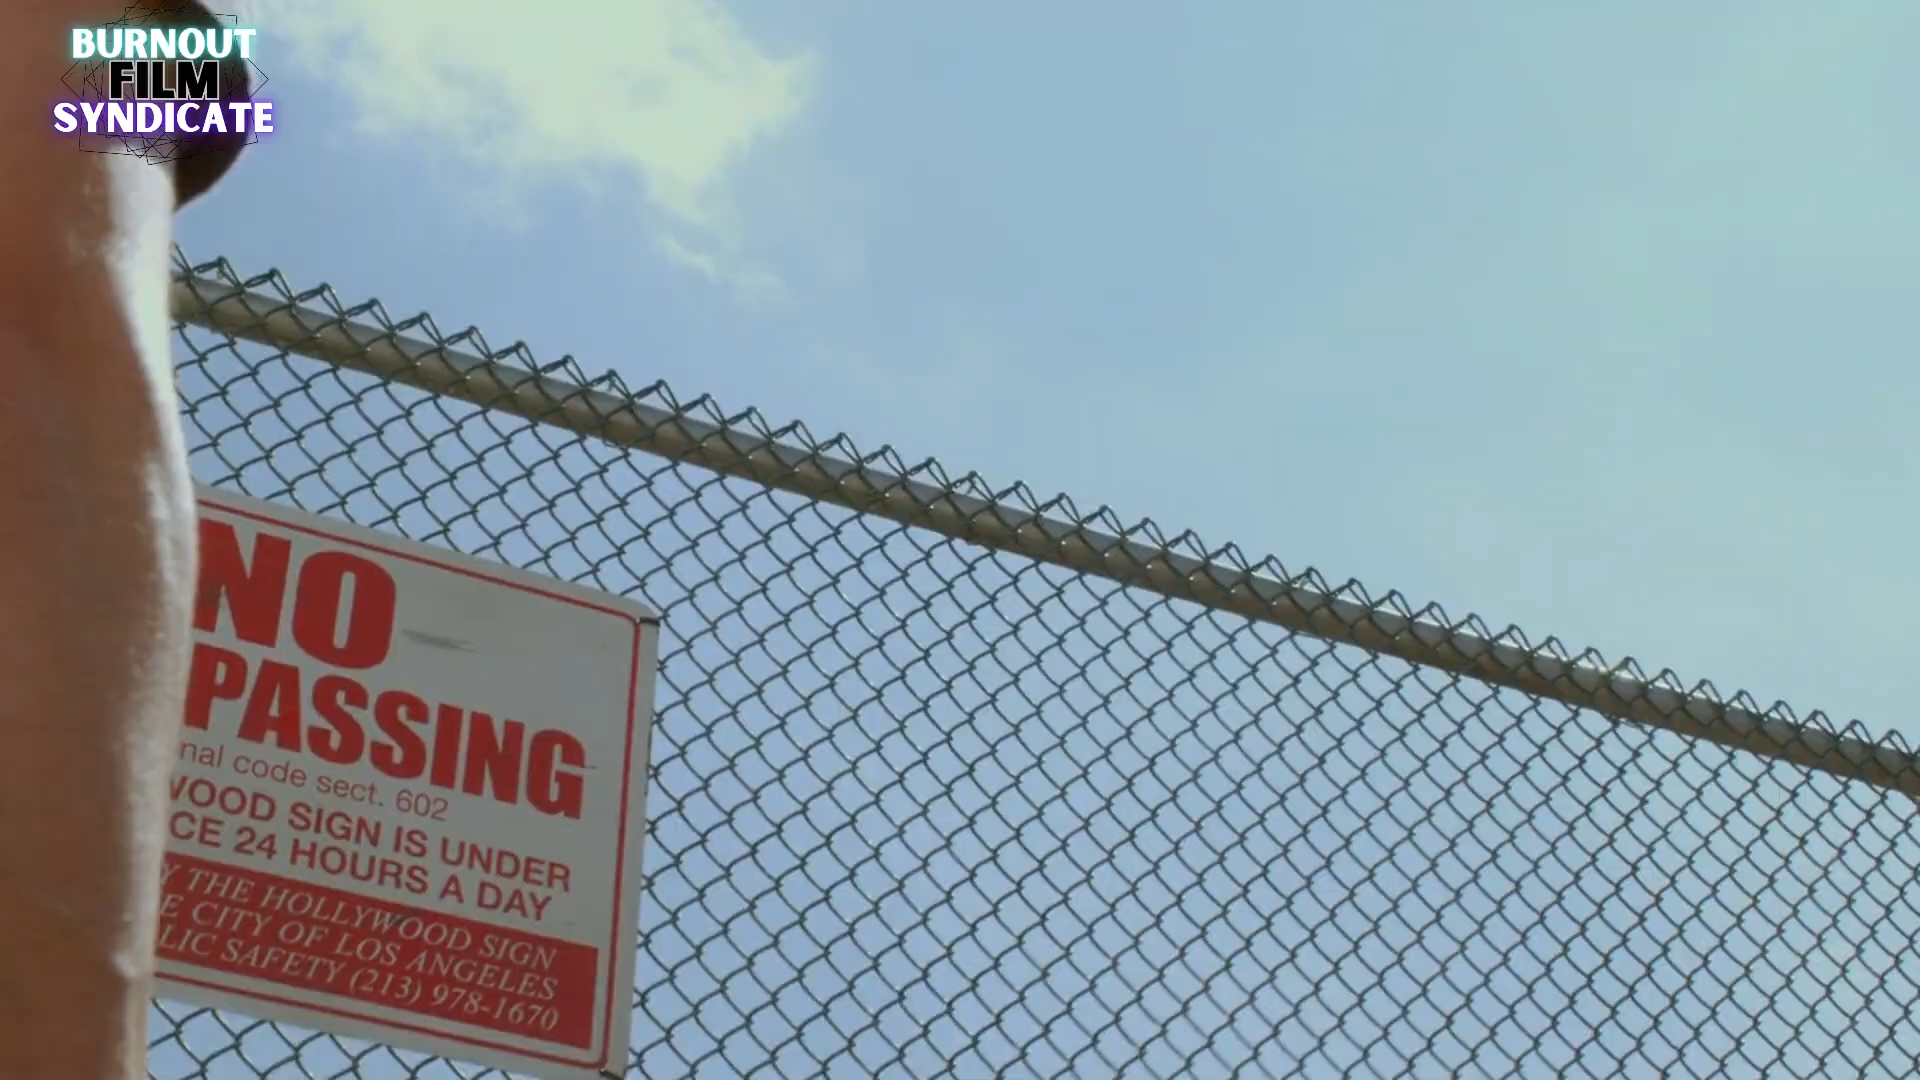 BURNOUT
FILM
SYNDICATE
NO
PASSING
nal code sect. 602
WOOD SIGN IS UNDER
CE 24 HOURS A DAY
Y THE HOLLYWOOD SIGN
E CITY OF LOS ANGELES
LIC SAFETY (213) 978-1670